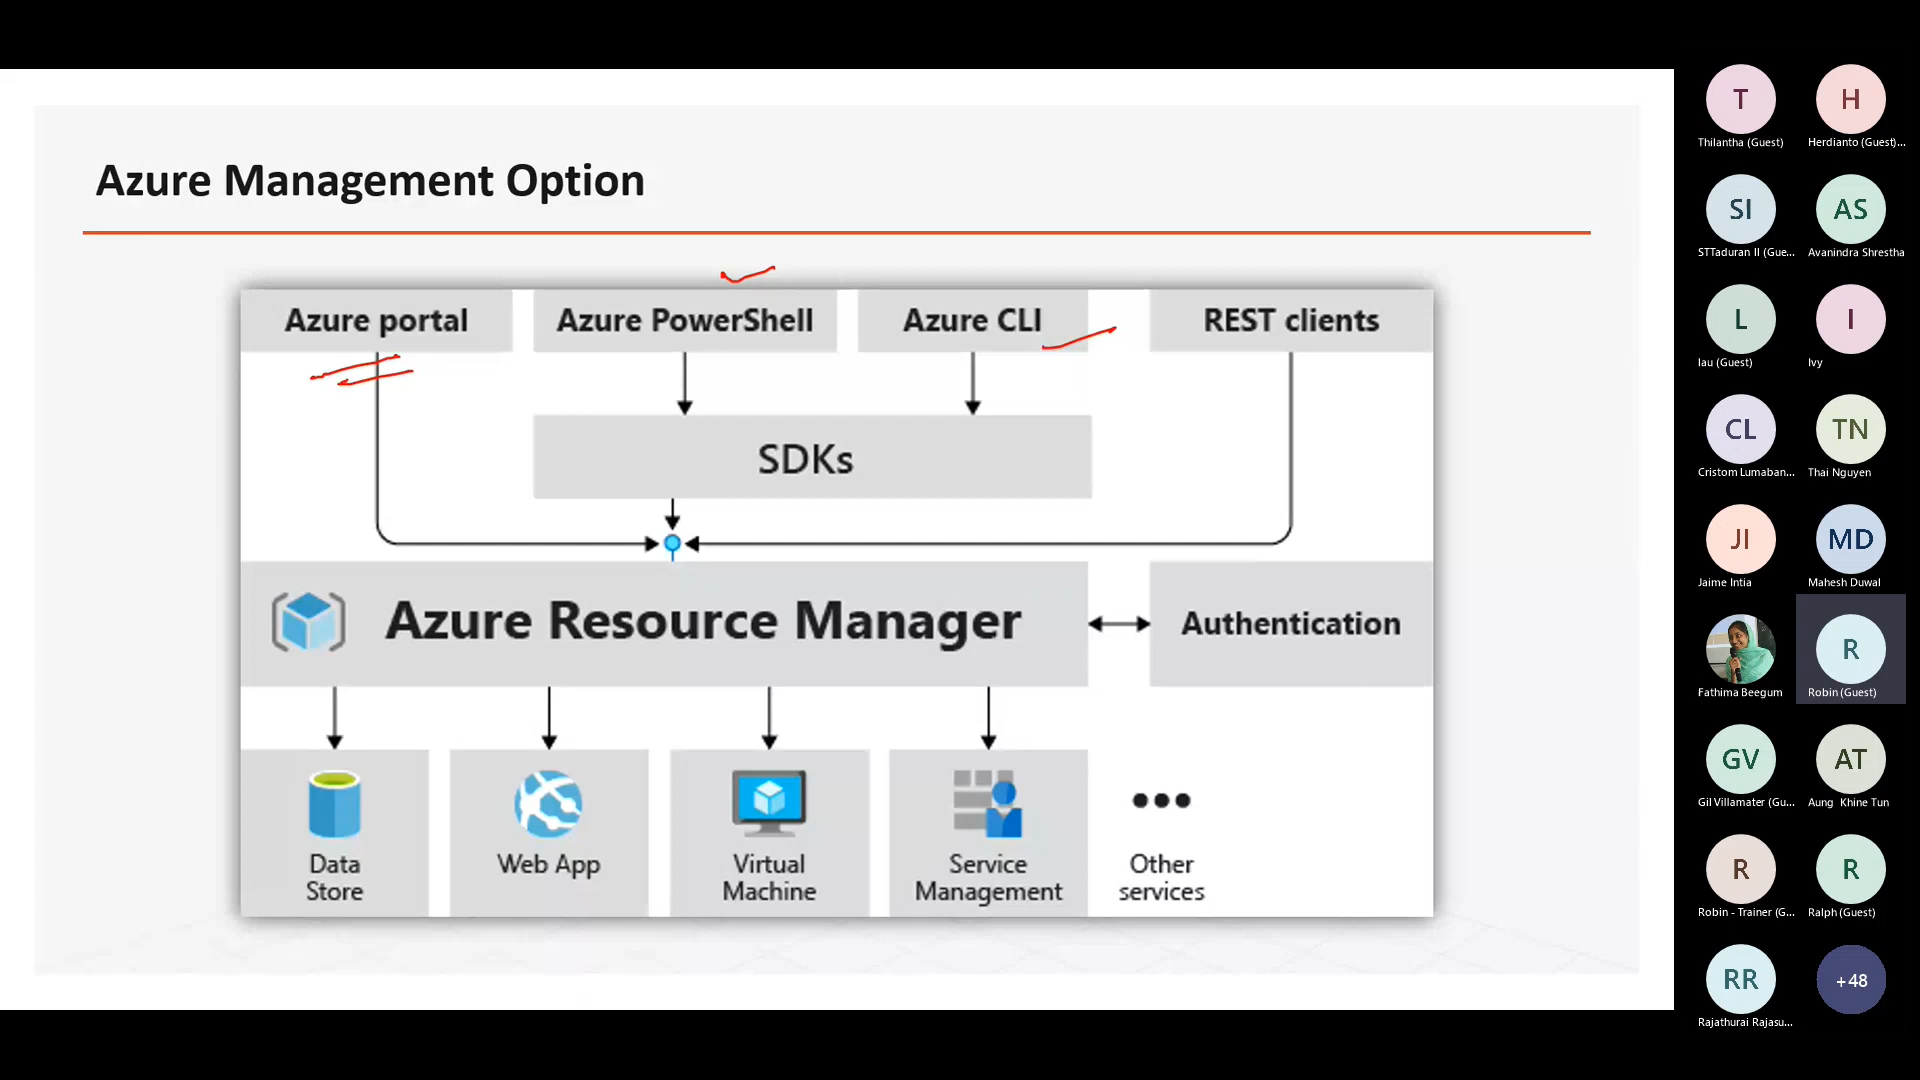 Azure Management Option
Azure portal
Azure PowerShell
Azure CLI
REST clients
SDKs
Azure Resource Manager
Authentication
Data
Store
Web App
Virtual
Machine
Service
Management
Other
services
T
Thilantha (Guest)
H
Herdianto (Guest)...
SI
STTaduran II (Gue...
AS
Avanindra Shrestha
L
lau (Guest)
I
Ivy
CL
Cristom Lumaban...
TN
Thai Nguyen
JI
Jaime Intia
MD
Mahesh Duwal
Fathima Beegum
R
Robin (Guest)
GV
Gil Villamater (Gu...
AT
Aung Khine Tun
R
Robin - Trainer (G...
R
Ralph (Guest)
RR
Rajathurai Rajasu...
+48